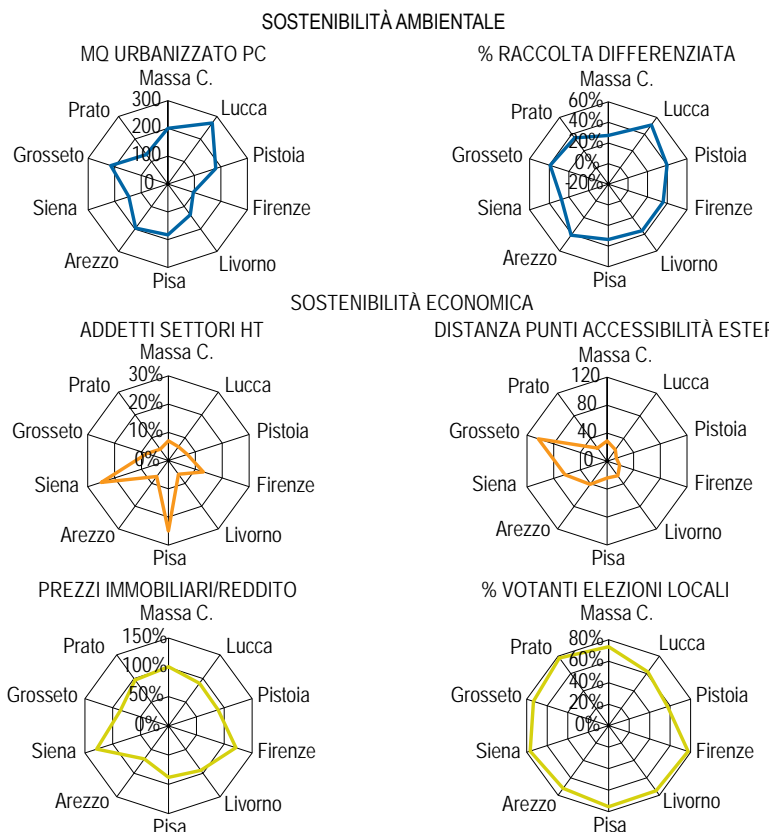 SOSTENIBILITÀ AMBIENTALE
MQ URBANIZZATO PC
Massa C.
300
200
100
0
Lucca
Pistoia
Firenze
Livorno
Pisa
Arezzo
Siena
Grosseto
Prato
% RACCOLTA DIFFERENZIATA
Massa C.
60%
40%
20%
0%
-20%
Lucca
Pistoia
Firenze
Livorno
Pisa
Arezzo
Siena
Grosseto
Prato
SOSTENIBILITÀ ECONOMICA
ADDETTI SETTORI HT
Massa C.
30%
20%
10%
0%
Lucca
Pistoia
Firenze
Livorno
Pisa
Arezzo
Siena
Grosseto
Prato
DISTANZA PUNTI ACCESSIBILITÀ ESTER
Massa C.
120
80
40
0
Lucca
Pistoia
Firenze
Livorno
Pisa
Arezzo
Siena
Grosseto
Prato
PREZZI IMMOBILIARI/REDDITO
Massa C.
150%
100%
50%
0%
Lucca
Pistoia
Firenze
Livorno
Pisa
Arezzo
Siena
Grosseto
Prato
% VOTANTI ELEZIONI LOCALI
Massa C.
80%
60%
40%
20%
0%
Lucca
Pistoia
Firenze
Livorno
Pisa
Arezzo
Siena
Grosseto
Prato